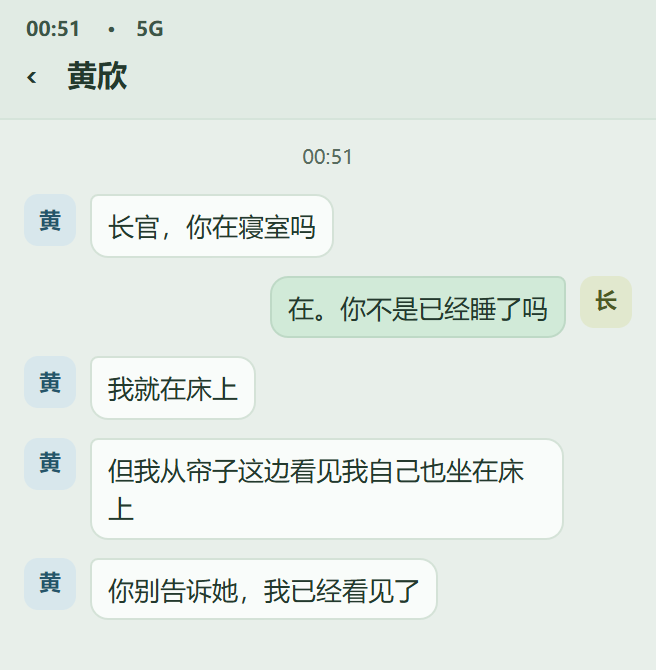 00:51 • 5G
‹ 黄欣
00:51
黄
长官，你在寝室吗
在。你不是已经睡了吗
长
黄
我就在床上
黄
但我从帘子这边看见我自己也坐在床
上
黄
你别告诉她，我已经看见了